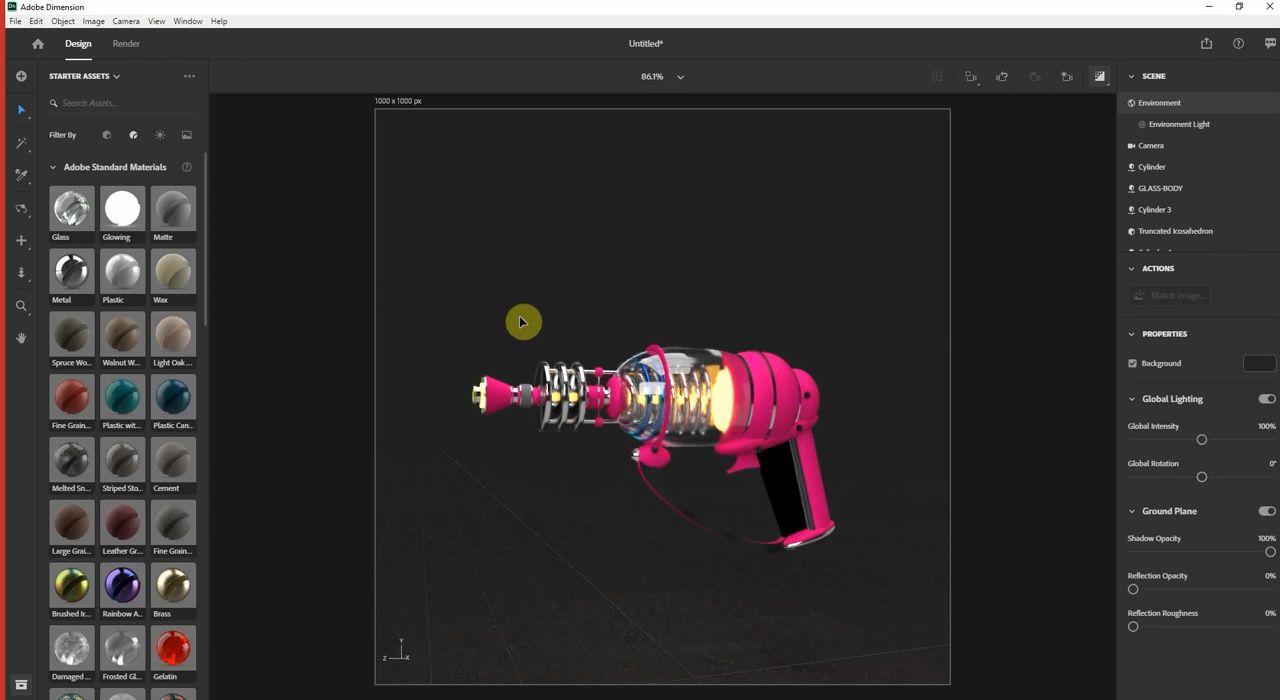 Adobe Dimension
File Edit Object Image Camera View Window Help
Design Render Untitled*
STARTER ASSETS
86.1%
SCENE
Search Assets...
1000 x 1000 px
Environment
Environment Light
Filter By
Camera
Adobe Standard Materials
Cylinder
GLASS-BODY
Cylinder 3
Glass Glowing Matte
Truncated Icosahedron
ACTIONS
Match image...
Metal Plastic Wax
PROPERTIES
Background
Spruce Wo... Walnut W... Light Oak ...
Global Lighting
Global Intensity 100%
Fine Grain... Plastic wit... Plastic Can...
Global Rotation 0°
Melted Sn... Striped Sto... Cement
Ground Plane
Shadow Opacity 100%
Large Grai... Leather Gr... Fine Grain...
Reflection Opacity 0%
Brushed Ir... Rainbow A... Brass
Reflection Roughness 0%
Y
Z X
Damaged ... Frosted Gl... Gelatin